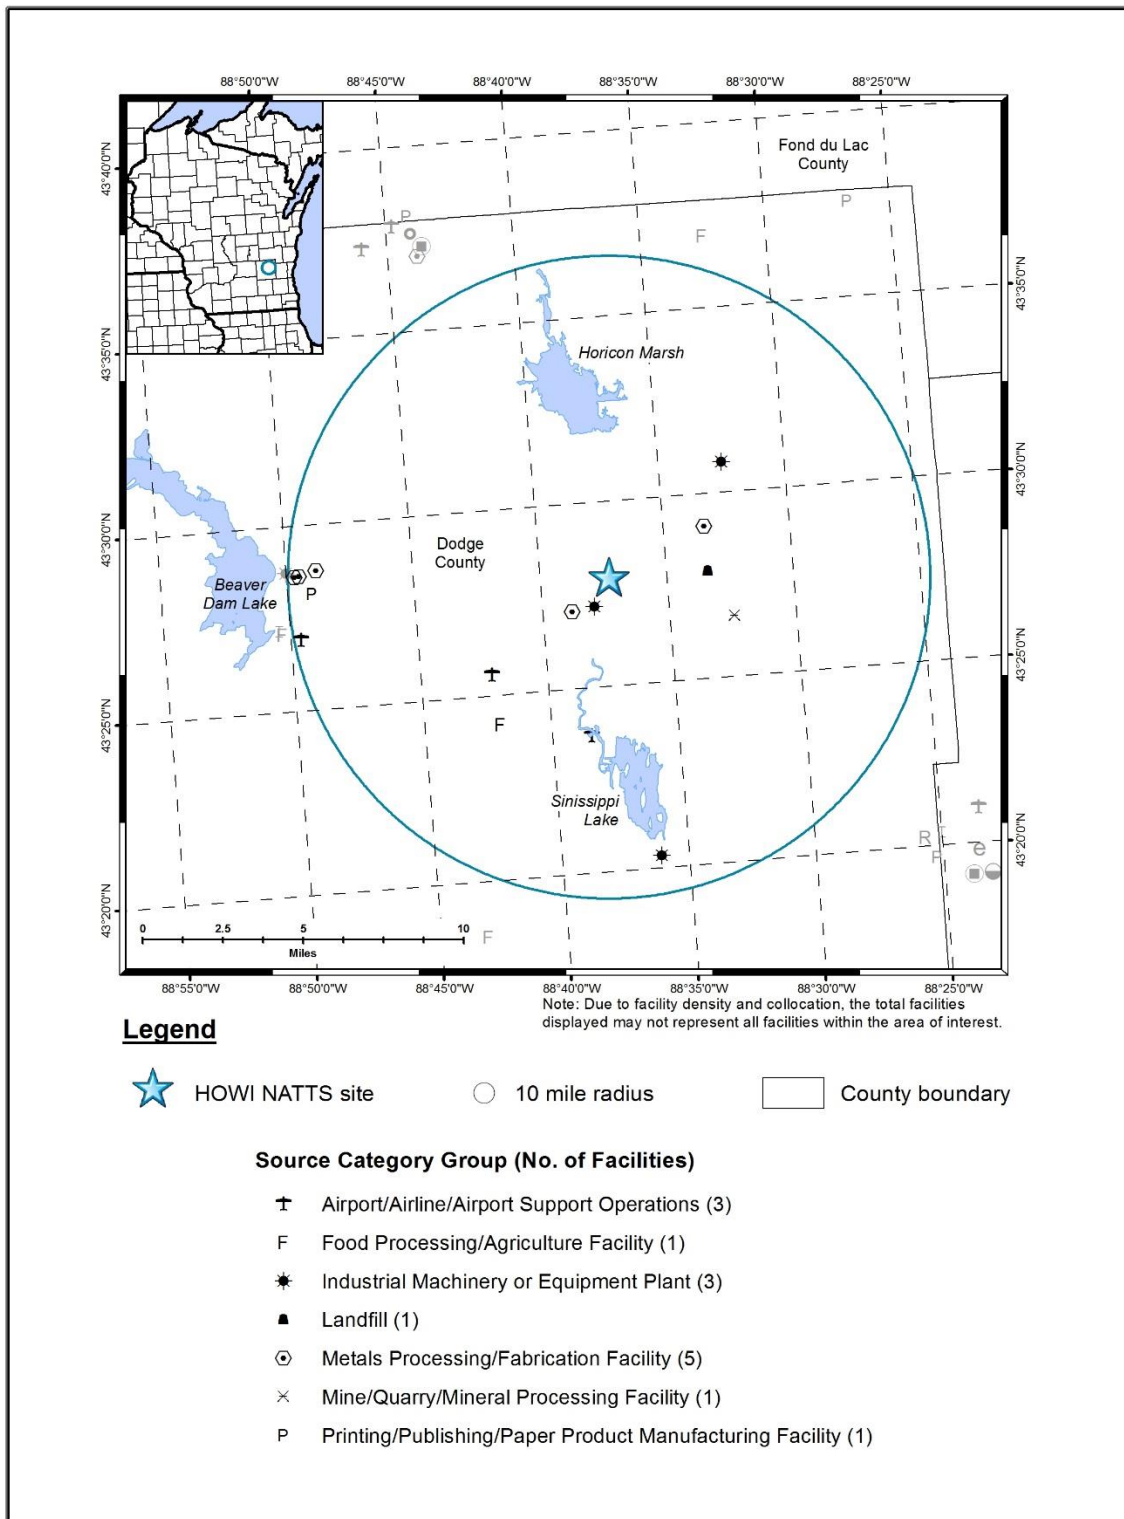 88°50'0"W 88°45'0"W 88°40'0"W 88°35'0"W 88°30'0"W 88°25'0"W
Fond du Lac
County
43°40'0"N
P
P
F
43°35'0"N
Horicon Marsh
43°35'0"N
43°30'0"N
43°30'0"N
Dodge
County
Beaver
Dam Lake
P
F
43°25'0"N
F
43°25'0"N
Sinissippi
Lake
R
F
e
43°20'0"N
43°20'0"N
F
0 2.5 5 10
Miles
88°55'0"W 88°50'0"W 88°45'0"W 88°40'0"W 88°35'0"W 88°30'0"W 88°25'0"W
Note: Due to facility density and collocation, the total facilities
displayed may not represent all facilities within the area of interest.
Legend
HOWI NATTS site 10 mile radius County boundary
Source Category Group (No. of Facilities)
Airport/Airline/Airport Support Operations (3)
F Food Processing/Agriculture Facility (1)
Industrial Machinery or Equipment Plant (3)
Landfill (1)
Metals Processing/Fabrication Facility (5)
Mine/Quarry/Mineral Processing Facility (1)
P Printing/Publishing/Paper Product Manufacturing Facility (1)